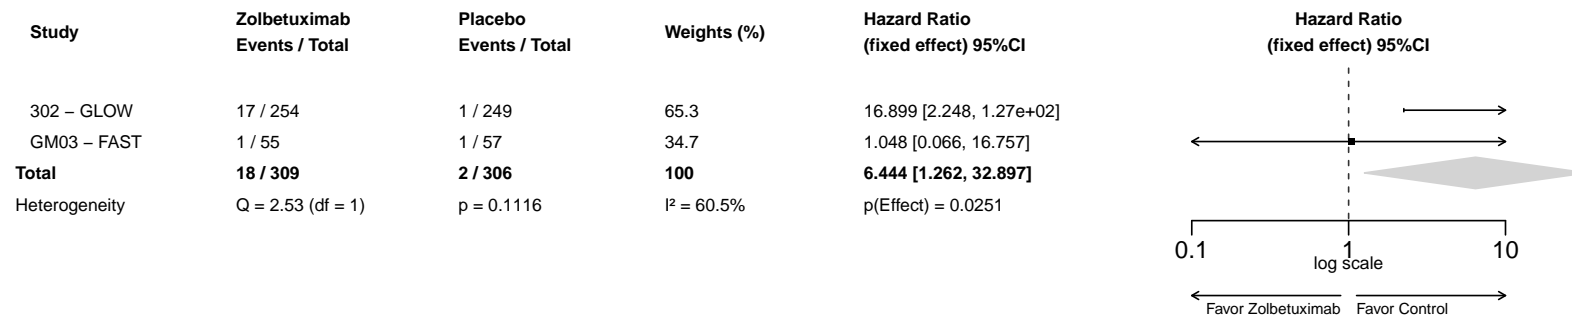 Study Zolbetuximab Events / Total Placebo Events / Total Weights (%) Hazard Ratio (fixed effect) 95%CI Hazard Ratio (fixed effect) 95%CI
302 – GLOW 17 / 254 1 / 249 65.3 16.899 [2.248, 1.27e+02]
GM03 – FAST 1 / 55 1 / 57 34.7 1.048 [0.066, 16.757]
Total 18 / 309 2 / 306 100 6.444 [1.262, 32.897]
Heterogeneity Q = 2.53 (df = 1) p = 0.1116 I² = 60.5% p(Effect) = 0.0251
0.1 1 10
log scale
Favor Zolbetuximab Favor Control